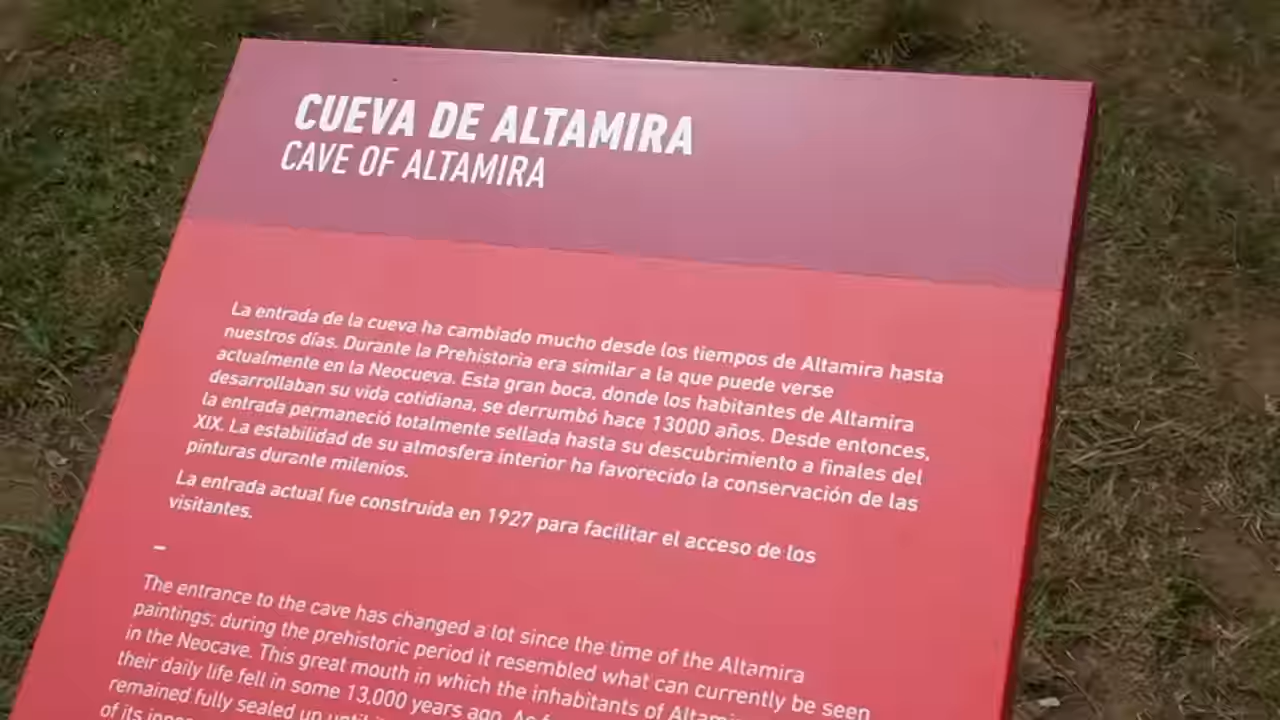 CUEVA DE ALTAMIRA
CAVE OF ALTAMIRA
La entrada de la cueva ha cambiado mucho desde los tiempos de Altamira hasta
nuestros días. Durante la Prehistoria era similar a la que puede verse
actualmente en la Neocueva. Esta gran boca, donde los habitantes de Altamira
desarrollaban su vida cotidiana, se derrumbó hace 13000 años. Desde entonces,
la entrada permaneció totalmente sellada hasta su descubrimiento a finales del
XIX. La estabilidad de su atmosfera interior ha favorecido la conservación de las
pinturas durante milenios.
La entrada actual fue construida en 1927 para facilitar el acceso de los
visitantes.
–
The entrance to the cave has changed a lot since the time of the Altamira
paintings; during the prehistoric period it resembled what can currently be seen
in the Neocave. This great mouth in which the inhabitants of
their daily life fell in some 13,000 years ago.
remained fully sealed up until
of its